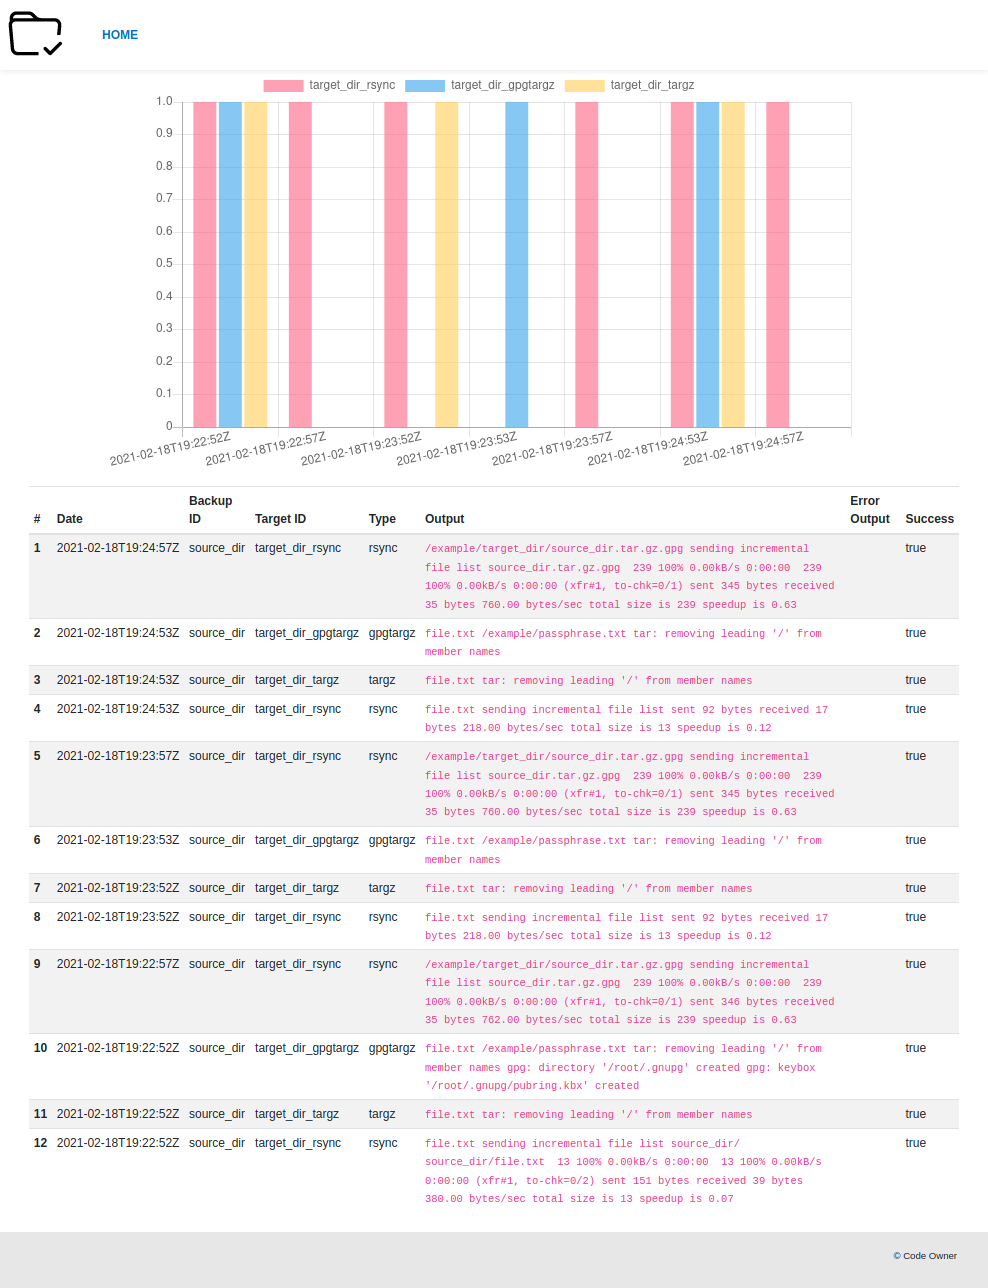 HOME
target_dir_rsync target_dir_gpgtargz target_dir_targz
1.0
0.9
0.8
0.7
0.6
0.5
0.4
0.3
0.2
0.1
0
2021-02-18T19:22:52Z 2021-02-18T19:22:57Z 2021-02-18T19:23:52Z 2021-02-18T19:23:53Z 2021-02-18T19:23:57Z 2021-02-18T19:24:53Z 2021-02-18T19:24:57Z
# Date Backup ID Target ID Type Output Error Output Success
1 2021-02-18T19:24:57Z source_dir target_dir_rsync rsync /example/target_dir/source_dir.tar.gz.gpg sending incremental true
file list source_dir.tar.gz.gpg 239 100% 0.00kB/s 0:00:00 239
100% 0.00kB/s 0:00:00 (xfr#1, to-chk=0/1) sent 345 bytes received
35 bytes 760.00 bytes/sec total size is 239 speedup is 0.63
2 2021-02-18T19:24:53Z source_dir target_dir_gpgtargz gpgtargz file.txt /example/passphrase.txt tar: removing leading '/' from true
member names
3 2021-02-18T19:24:53Z source_dir target_dir_targz targz file.txt tar: removing leading '/' from member names true
4 2021-02-18T19:24:53Z source_dir target_dir_rsync rsync file.txt sending incremental file list sent 92 bytes received 17 true
bytes 218.00 bytes/sec total size is 13 speedup is 0.12
5 2021-02-18T19:23:57Z source_dir target_dir_rsync rsync /example/target_dir/source_dir.tar.gz.gpg sending incremental true
file list source_dir.tar.gz.gpg 239 100% 0.00kB/s 0:00:00 239
100% 0.00kB/s 0:00:00 (xfr#1, to-chk=0/1) sent 345 bytes received
35 bytes 760.00 bytes/sec total size is 239 speedup is 0.63
6 2021-02-18T19:23:53Z source_dir target_dir_gpgtargz gpgtargz file.txt /example/passphrase.txt tar: removing leading '/' from true
member names
7 2021-02-18T19:23:52Z source_dir target_dir_targz targz file.txt tar: removing leading '/' from member names true
8 2021-02-18T19:23:52Z source_dir target_dir_rsync rsync file.txt sending incremental file list sent 92 bytes received 17 true
bytes 218.00 bytes/sec total size is 13 speedup is 0.12
9 2021-02-18T19:22:57Z source_dir target_dir_rsync rsync /example/target_dir/source_dir.tar.gz.gpg sending incremental true
file list source_dir.tar.gz.gpg 239 100% 0.00kB/s 0:00:00 239
100% 0.00kB/s 0:00:00 (xfr#1, to-chk=0/1) sent 346 bytes received
35 bytes 762.00 bytes/sec total size is 239 speedup is 0.63
10 2021-02-18T19:22:52Z source_dir target_dir_gpgtargz gpgtargz file.txt /example/passphrase.txt tar: removing leading '/' from true
member names gpg: directory '/root/.gnupg' created gpg: keybox
'/root/.gnupg/pubring.kbx' created
11 2021-02-18T19:22:52Z source_dir target_dir_targz targz file.txt tar: removing leading '/' from member names true
12 2021-02-18T19:22:52Z source_dir target_dir_rsync rsync file.txt sending incremental file list source_dir/ true
source_dir/file.txt 13 100% 0.00kB/s 0:00:00 13 100% 0.00kB/s
0:00:00 (xfr#1, to-chk=0/2) sent 151 bytes received 39 bytes
380.00 bytes/sec total size is 13 speedup is 0.07
© Code Owner